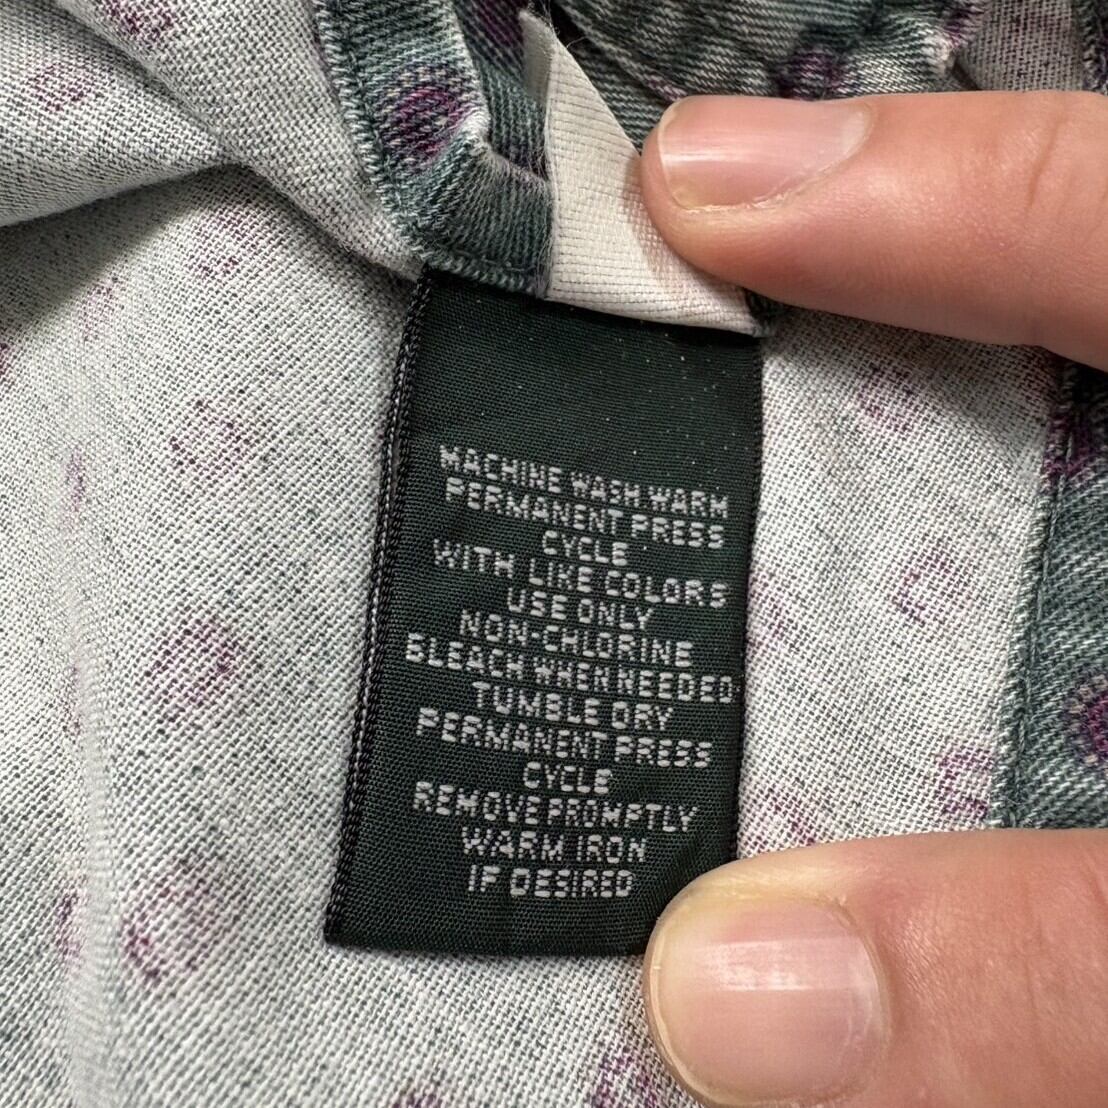 MACHINE WASH WARM
PERMANENT PRESS
CYCLE
WITH LIKE COLORS
USE ONLY
NON-CHLORINE
BLEACH WHEN NEEDED
TUMBLE DRY
PERMANENT PRESS
CYCLE
REMOVE PROMPTLY
WARM IRON
IF DESIRED